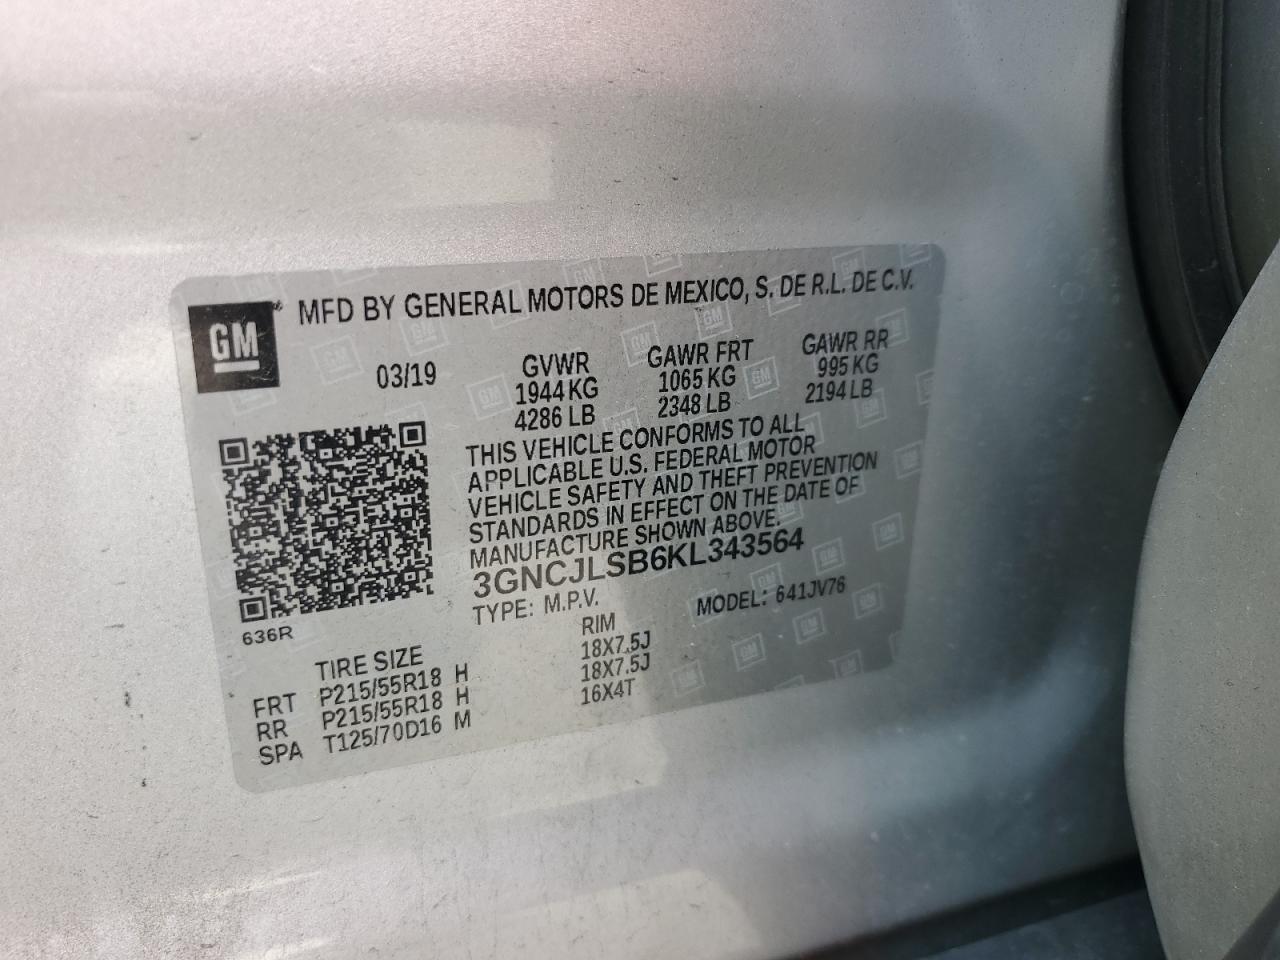 GM MFD BY GENERAL MOTORS DE MEXICO, S. DE R.L. DE C.V.
03/19 GVWR GAWR FRT GAWR RR
1944 KG 1065 KG 995 KG
4286 LB 2348 LB 2194 LB
THIS VEHICLE CONFORMS TO ALL
APPLICABLE U.S. FEDERAL MOTOR
VEHICLE SAFETY AND THEFT PREVENTION
STANDARDS IN EFFECT ON THE DATE OF
MANUFACTURE SHOWN ABOVE.
3GNCJLSB6KL343564
TYPE: M.P.V. MODEL: 641JV76
636R
TIRE SIZE RIM
FRT P215/55R18 H 18X7.5J
RR P215/55R18 H 18X7.5J
SPA T125/70D16 M 16X4T